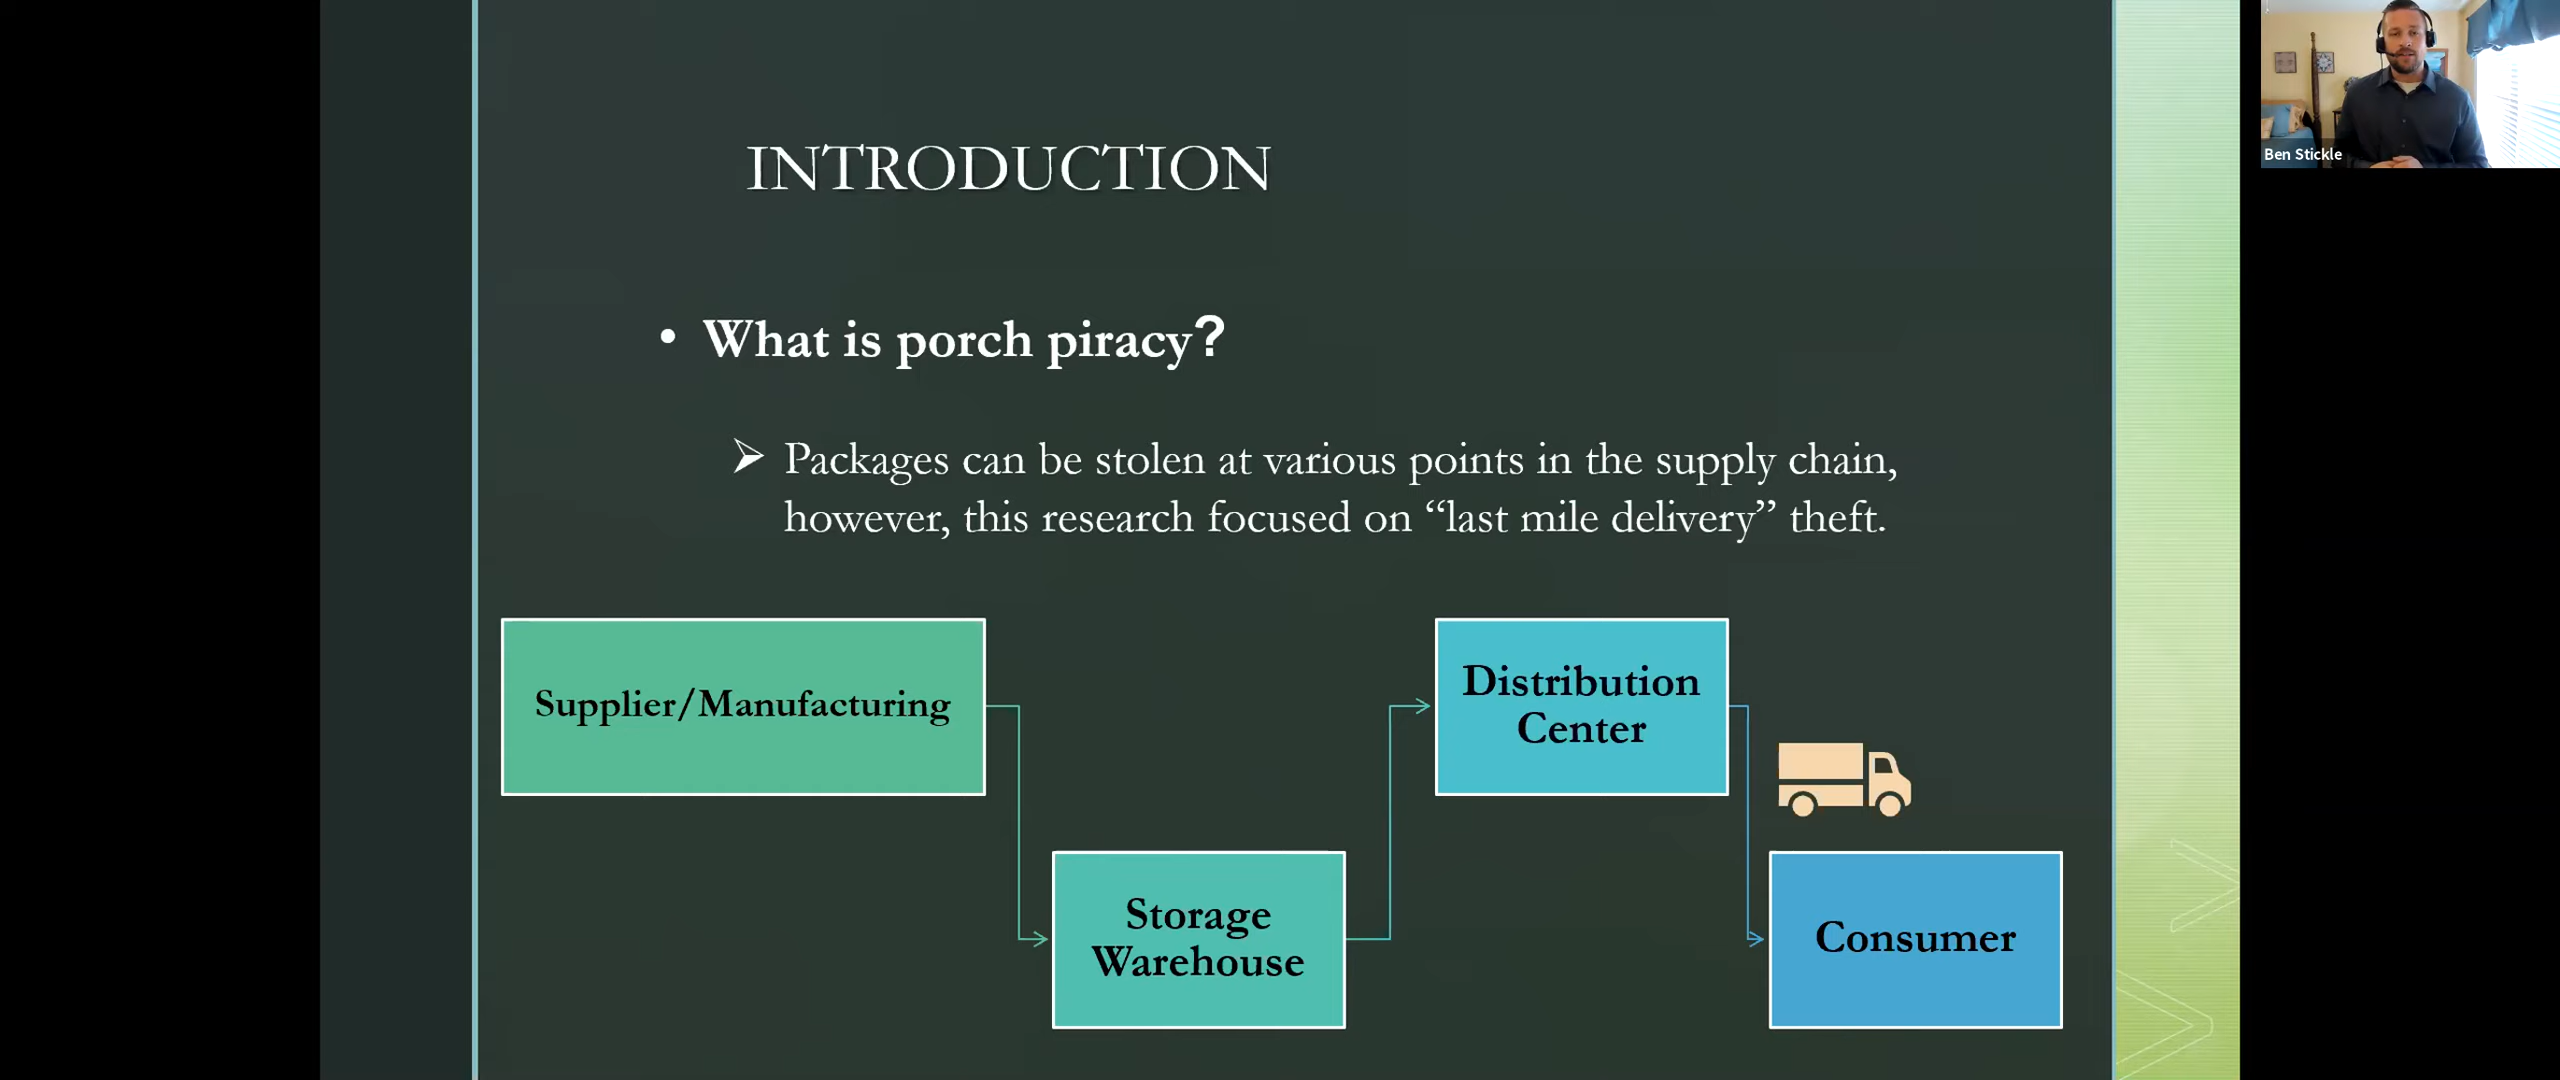 INTRODUCTION
• What is porch piracy?
➢ Packages can be stolen at various points in the supply chain,
however, this research focused on “last mile delivery” theft.
Supplier/Manufacturing
Storage
Warehouse
Distribution
Center
Consumer
Ben Stickle